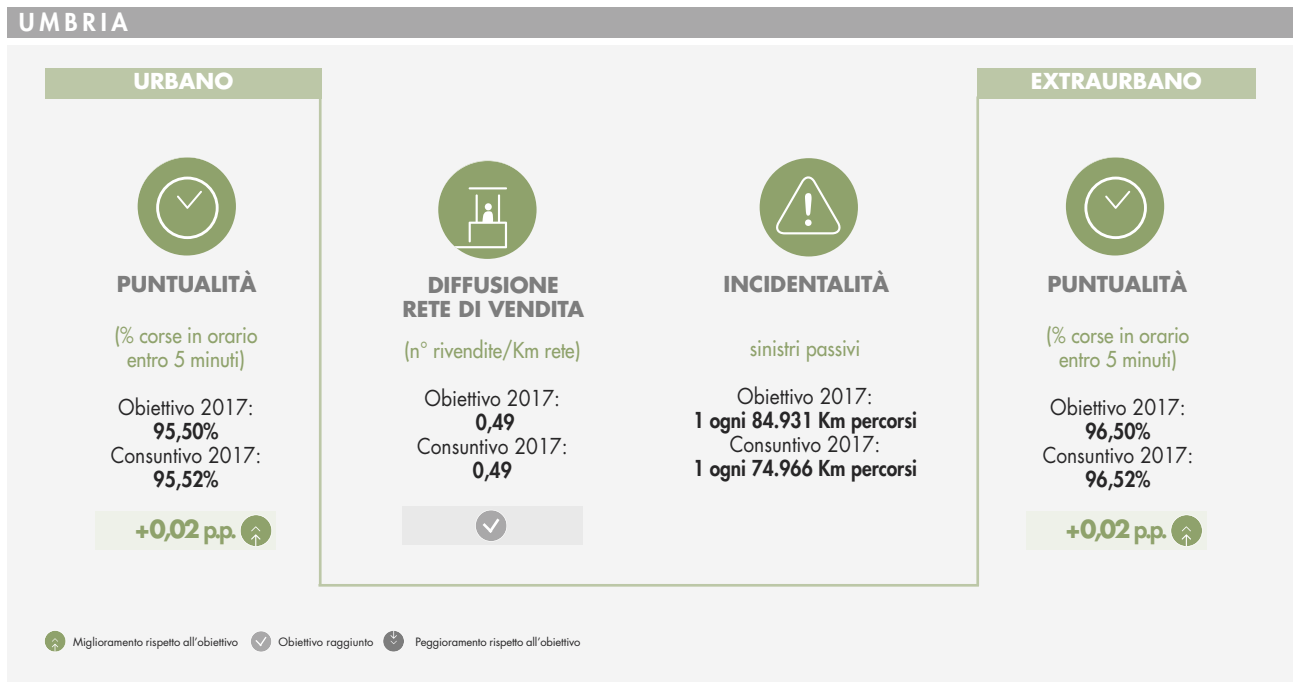 UMBRIA
URBANO
EXTRAURBANO
PUNTUALITÀ
(% corse in orario
entro 5 minuti)
Obiettivo 2017:
95,50%
Consuntivo 2017:
95,52%
+0,02 p.p.
DIFFUSIONE
RETE DI VENDITA
(n° rivendite/Km rete)
Obiettivo 2017:
0,49
Consuntivo 2017:
0,49
INCIDENTALITÀ
sinistri passivi
Obiettivo 2017:
1 ogni 84.931 Km percorsi
Consuntivo 2017:
1 ogni 74.966 Km percorsi
PUNTUALITÀ
(% corse in orario
entro 5 minuti)
Obiettivo 2017:
96,50%
Consuntivo 2017:
96,52%
+0,02 p.p.
Miglioramento rispetto all'obiettivo Obiettivo raggiunto Peggioramento rispetto all'obiettivo